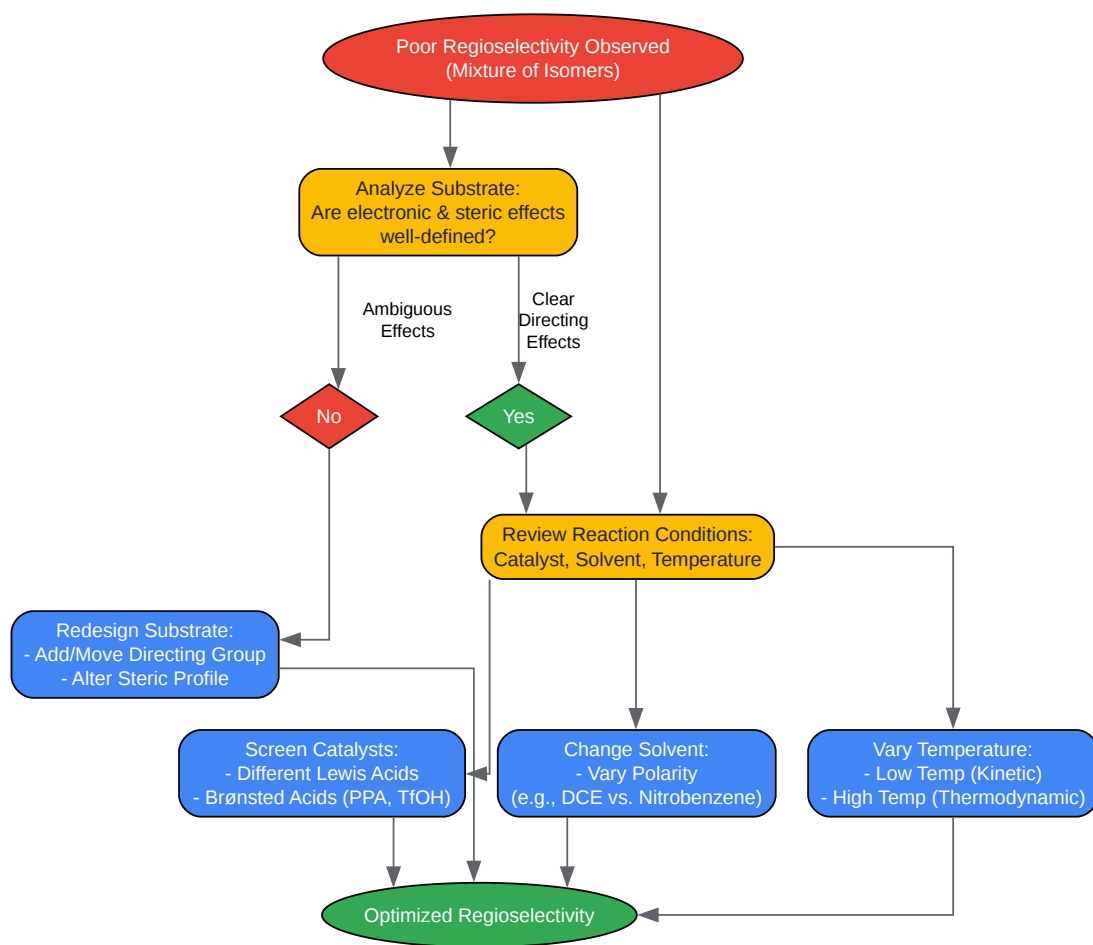 Poor Regioselectivity Observed
(Mixture of Isomers)
Analyze Substrate:
Are electronic & steric effects
well-defined?
Ambiguous
Effects
Clear
Directing
Effects
No
Yes
Review Reaction Conditions:
Catalyst, Solvent, Temperature
Redesign Substrate:
- Add/Move Directing Group
- Alter Steric Profile
Screen Catalysts:
- Different Lewis Acids
- Brønsted Acids (PPA, TfOH)
Change Solvent:
- Vary Polarity
(e.g., DCE vs. Nitrobenzene)
Vary Temperature:
- Low Temp (Kinetic)
- High Temp (Thermodynamic)
Optimized Regioselectivity